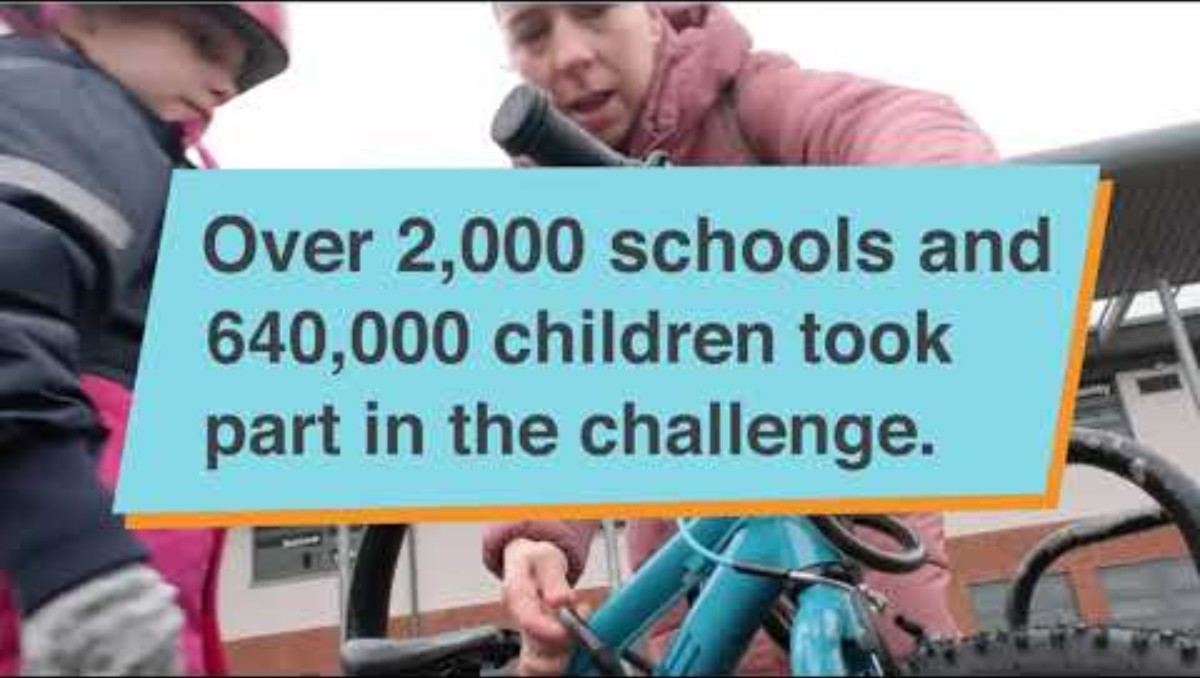 Over 2,000 schools and
640,000 children took
part in the challenge.